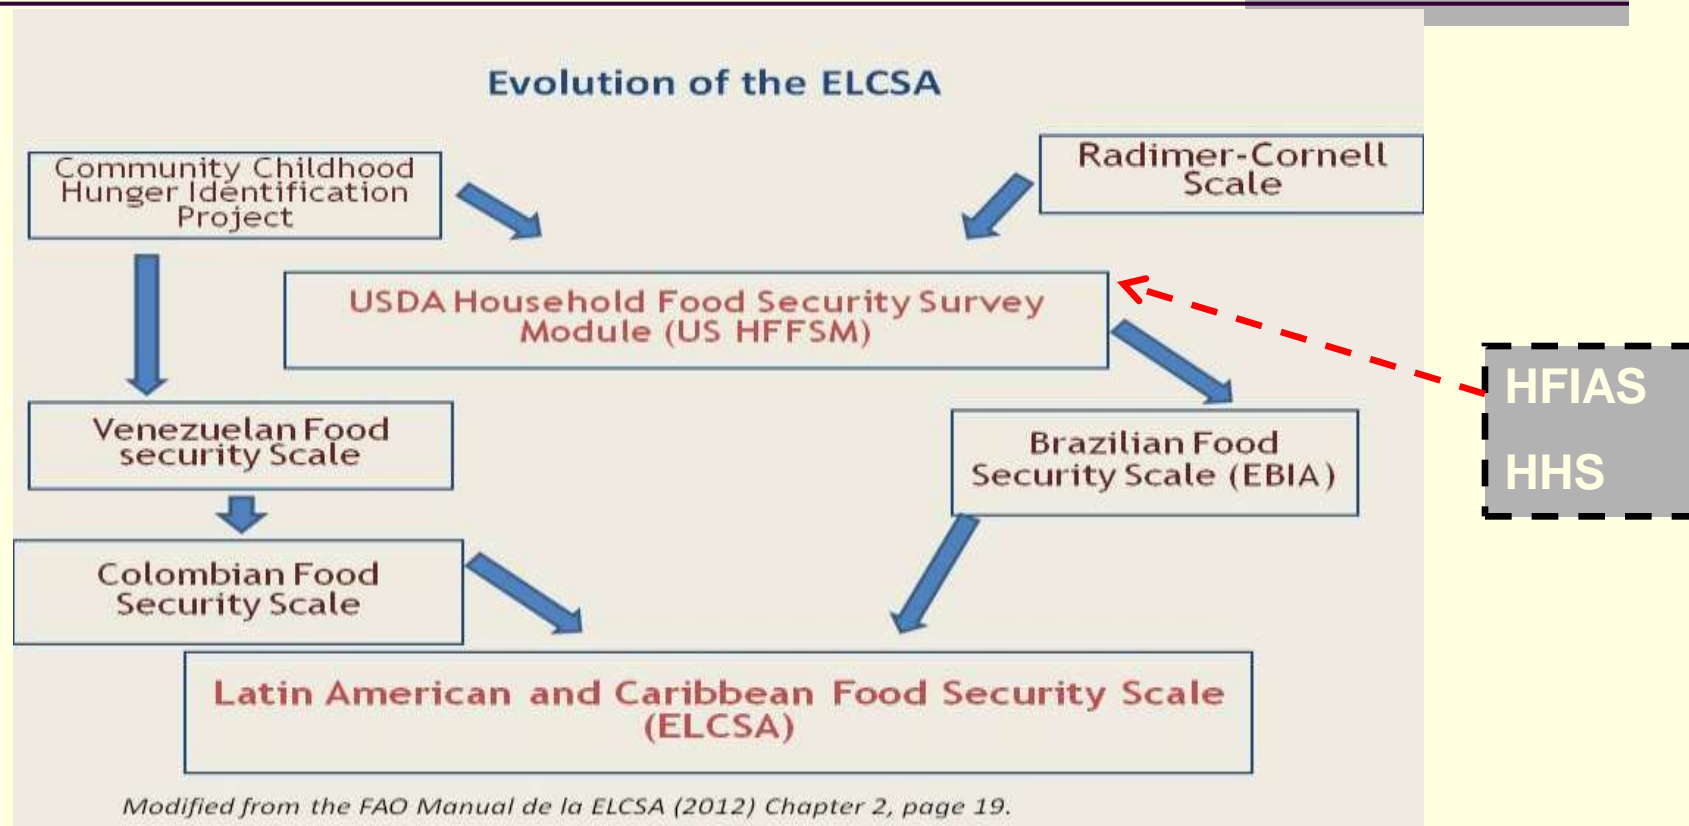 Evolution of the ELCSA
Community Childhood
Hunger Identification
Project
Radimer-Cornell
Scale
USDA Household Food Security Survey
Module (US HFFSM)
HFIAS
HHS
Venezuelan Food
security Scale
Brazilian Food
Security Scale (EBIA)
Colombian Food
Security Scale
Latin American and Caribbean Food Security Scale
(ELCSA)
Modified from the FAO Manual de la ELCSA (2012) Chapter 2, page 19.